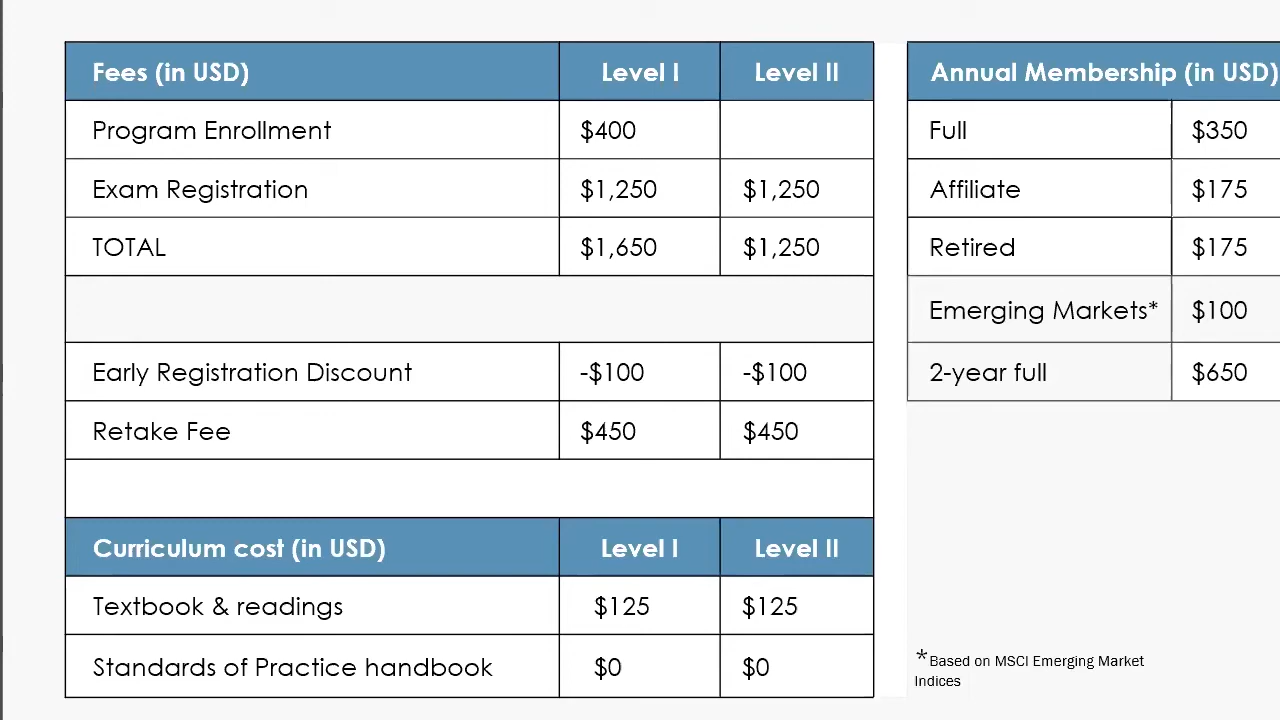 Fees (in USD) Level I Level II
Program Enrollment $400
Exam Registration $1,250 $1,250
TOTAL $1,650 $1,250
Early Registration Discount -$100 -$100
Retake Fee $450 $450
Curriculum cost (in USD) Level I Level II
Textbook & readings $125 $125
Standards of Practice handbook $0 $0
Annual Membership (in USD)
Full $350
Affiliate $175
Retired $175
Emerging Markets* $100
2-year full $650
*Based on MSCI Emerging Market
Indices